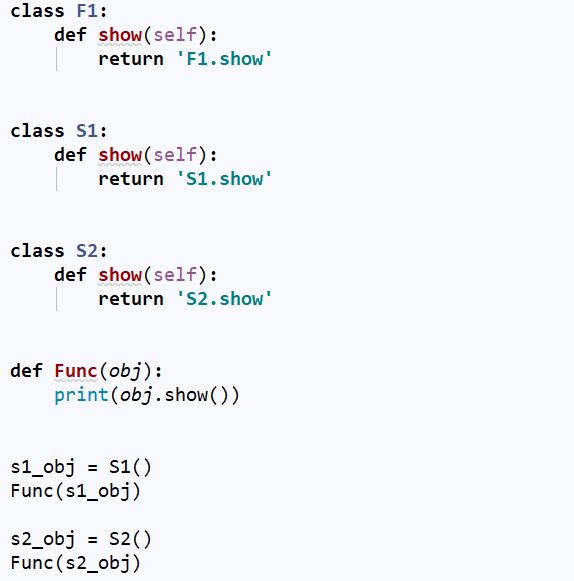 class F1:
    def show(self):
        return 'F1.show'
class S1:
    def show(self):
        return 'S1.show'
class S2:
    def show(self):
        return 'S2.show'
def Func(obj):
    print(obj.show())
s1_obj = S1()
Func(s1_obj)
s2_obj = S2()
Func(s2_obj)